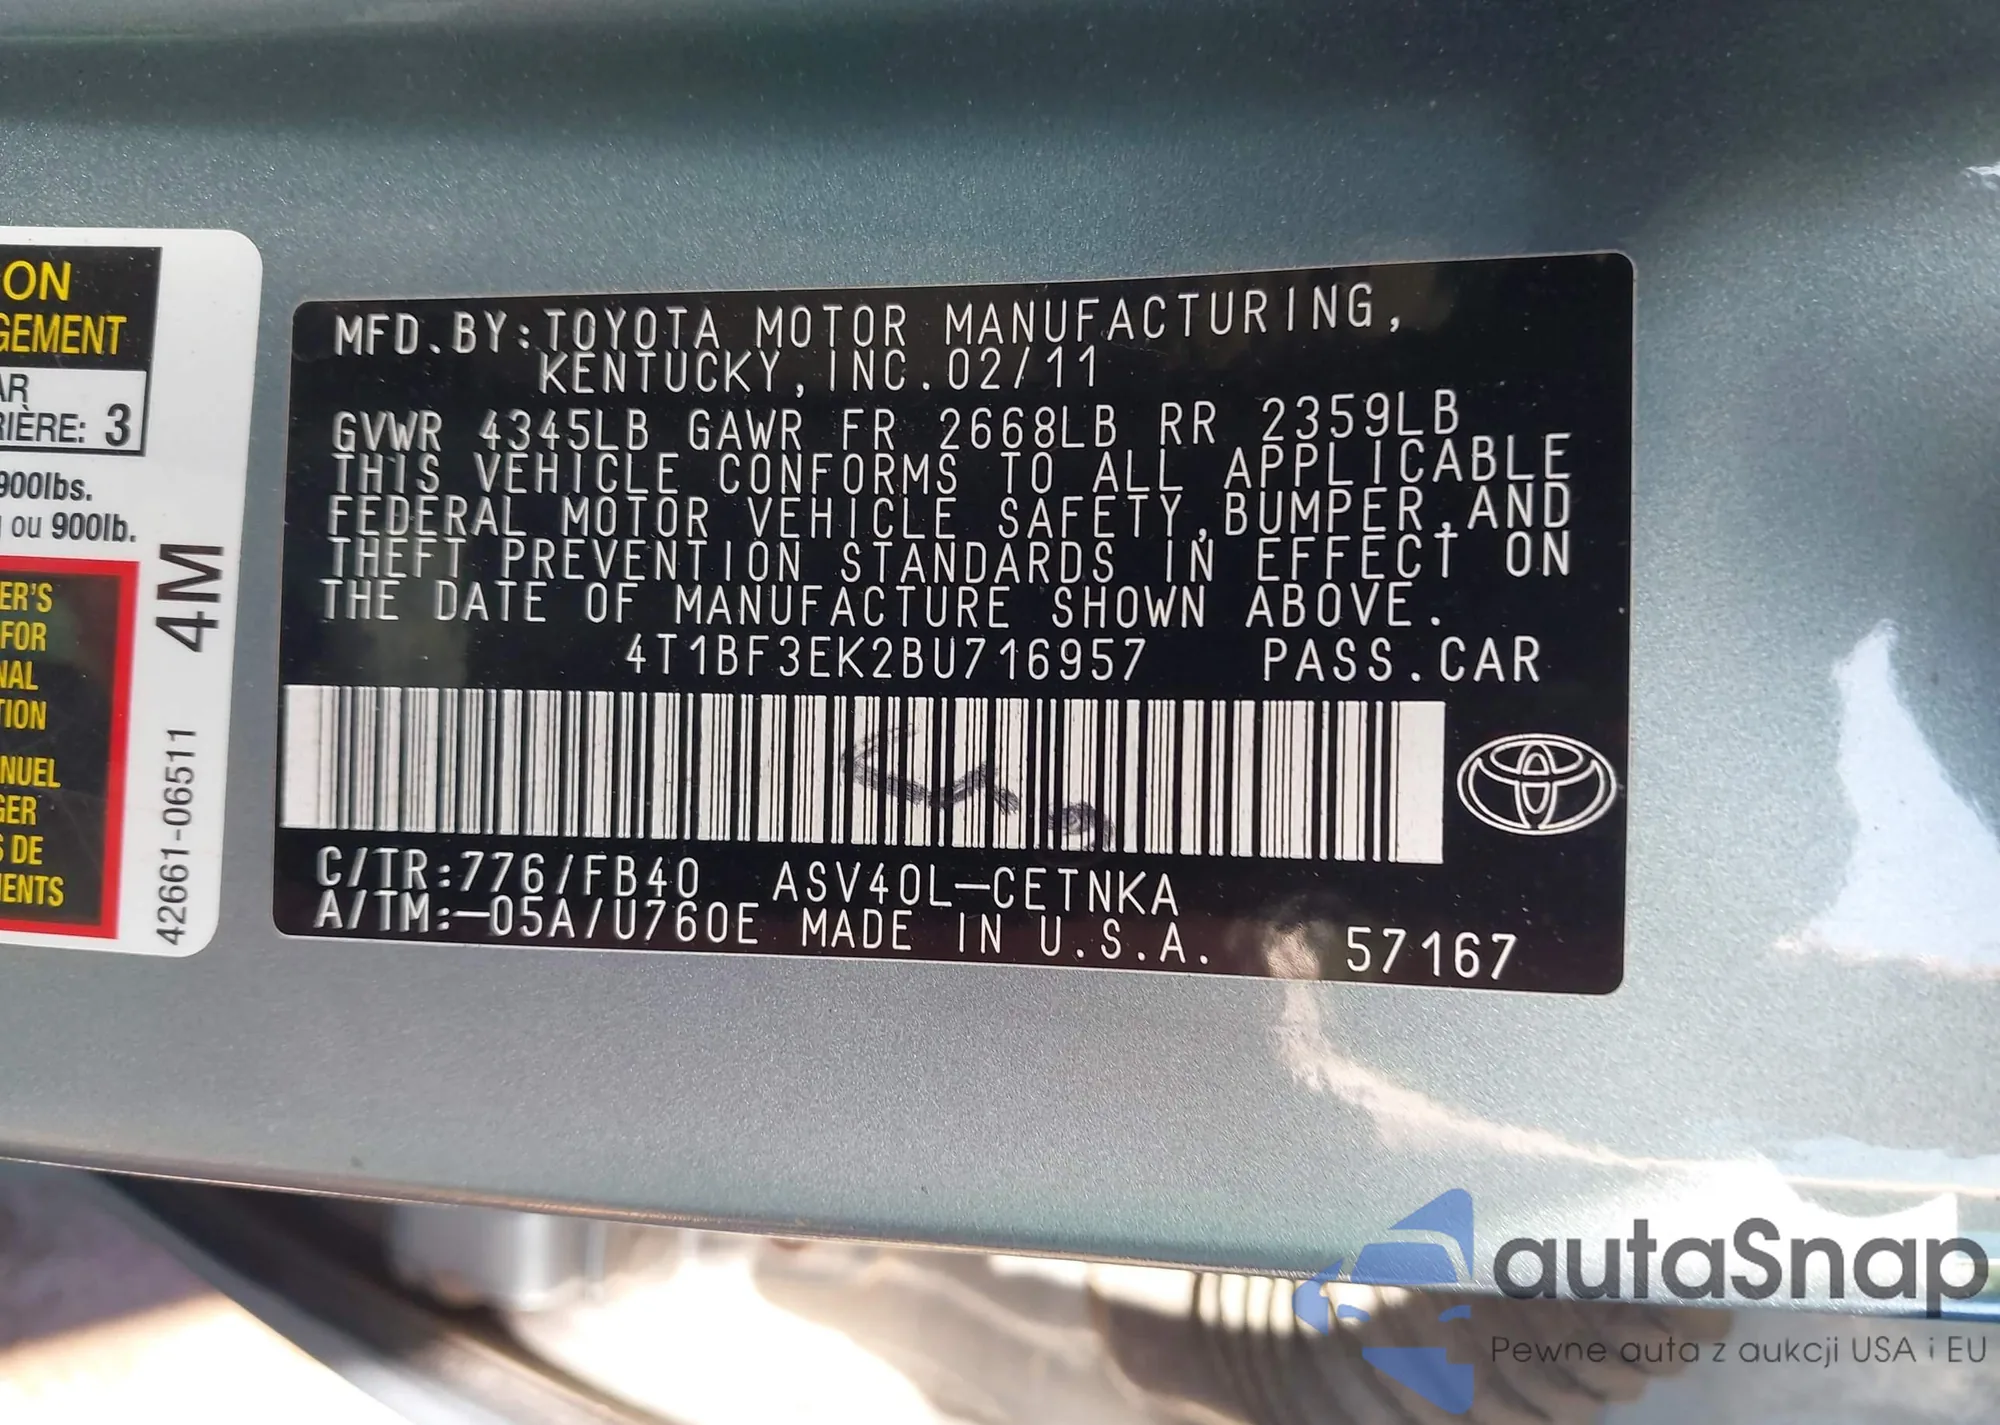 ON
GEMENT
AR
RIÈRE: 3
900lbs.
ou 900lb.
ER'S
FOR
NAL
TION
NUEL
GER
S DE
MENTS
4M
42661-06511
MFD.BY:TOYOTA MOTOR MANUFACTURING,
KENTUCKY,INC.02/11
GVWR 4345LB GAWR FR 2668LB RR 2359LB
THIS VEHICLE CONFORMS TO ALL APPLICABLE
FEDERAL MOTOR VEHICLE SAFETY,BUMPER,AND
THEFT PREVENTION STANDARDS IN EFFECT ON
THE DATE OF MANUFACTURE SHOWN ABOVE.
4T1BF3EK2BU716957 PASS.CAR
C/TR:776/FB40 ASV40L-CETNKA
A/TM:-05A/U760E MADE IN U.S.A. 57167
autaSnap
Pewne auta z aukcji USA i EU